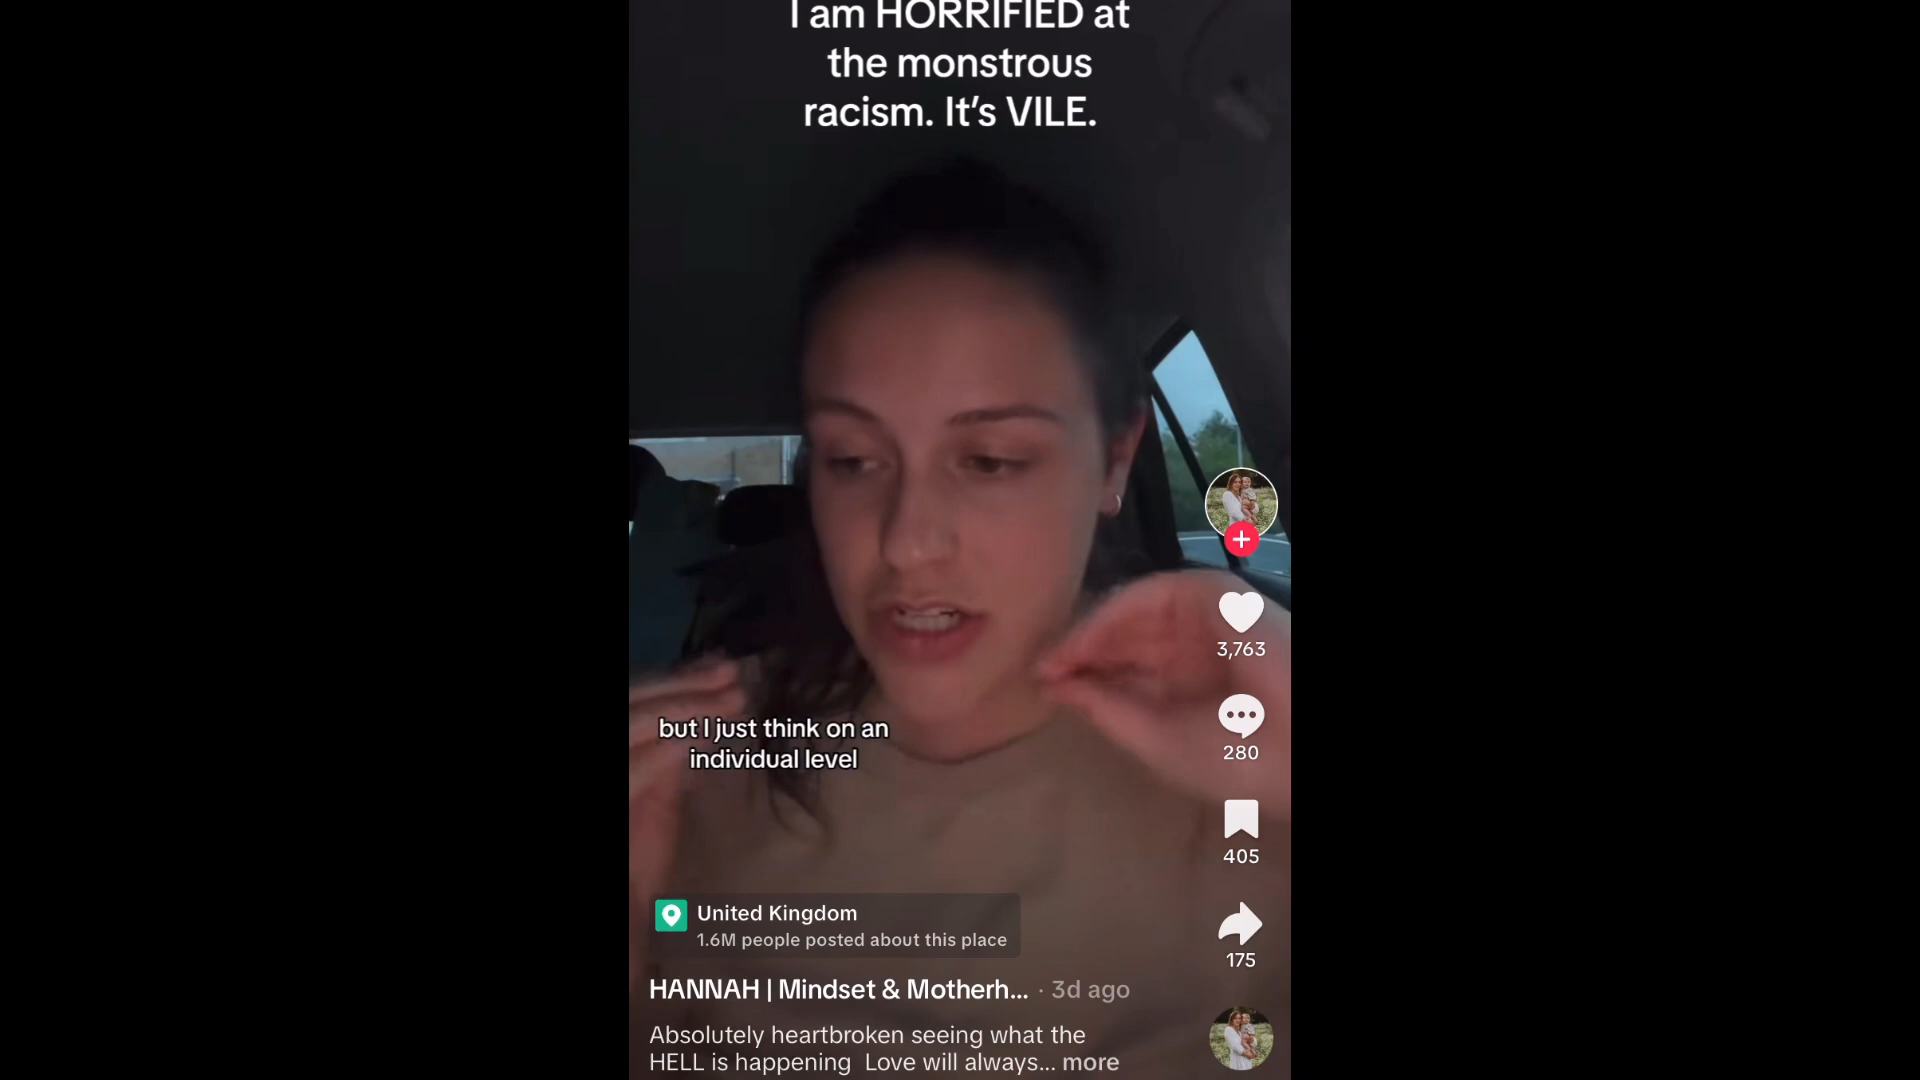 I am HORRIFIED at
the monstrous
racism. It's VILE.
but I just think on an
individual level
3,763
280
405
175
United Kingdom
1.6M people posted about this place
HANNAH | Mindset & Motherh... · 3d ago
Absolutely heartbroken seeing what the
HELL is happening Love will always... more